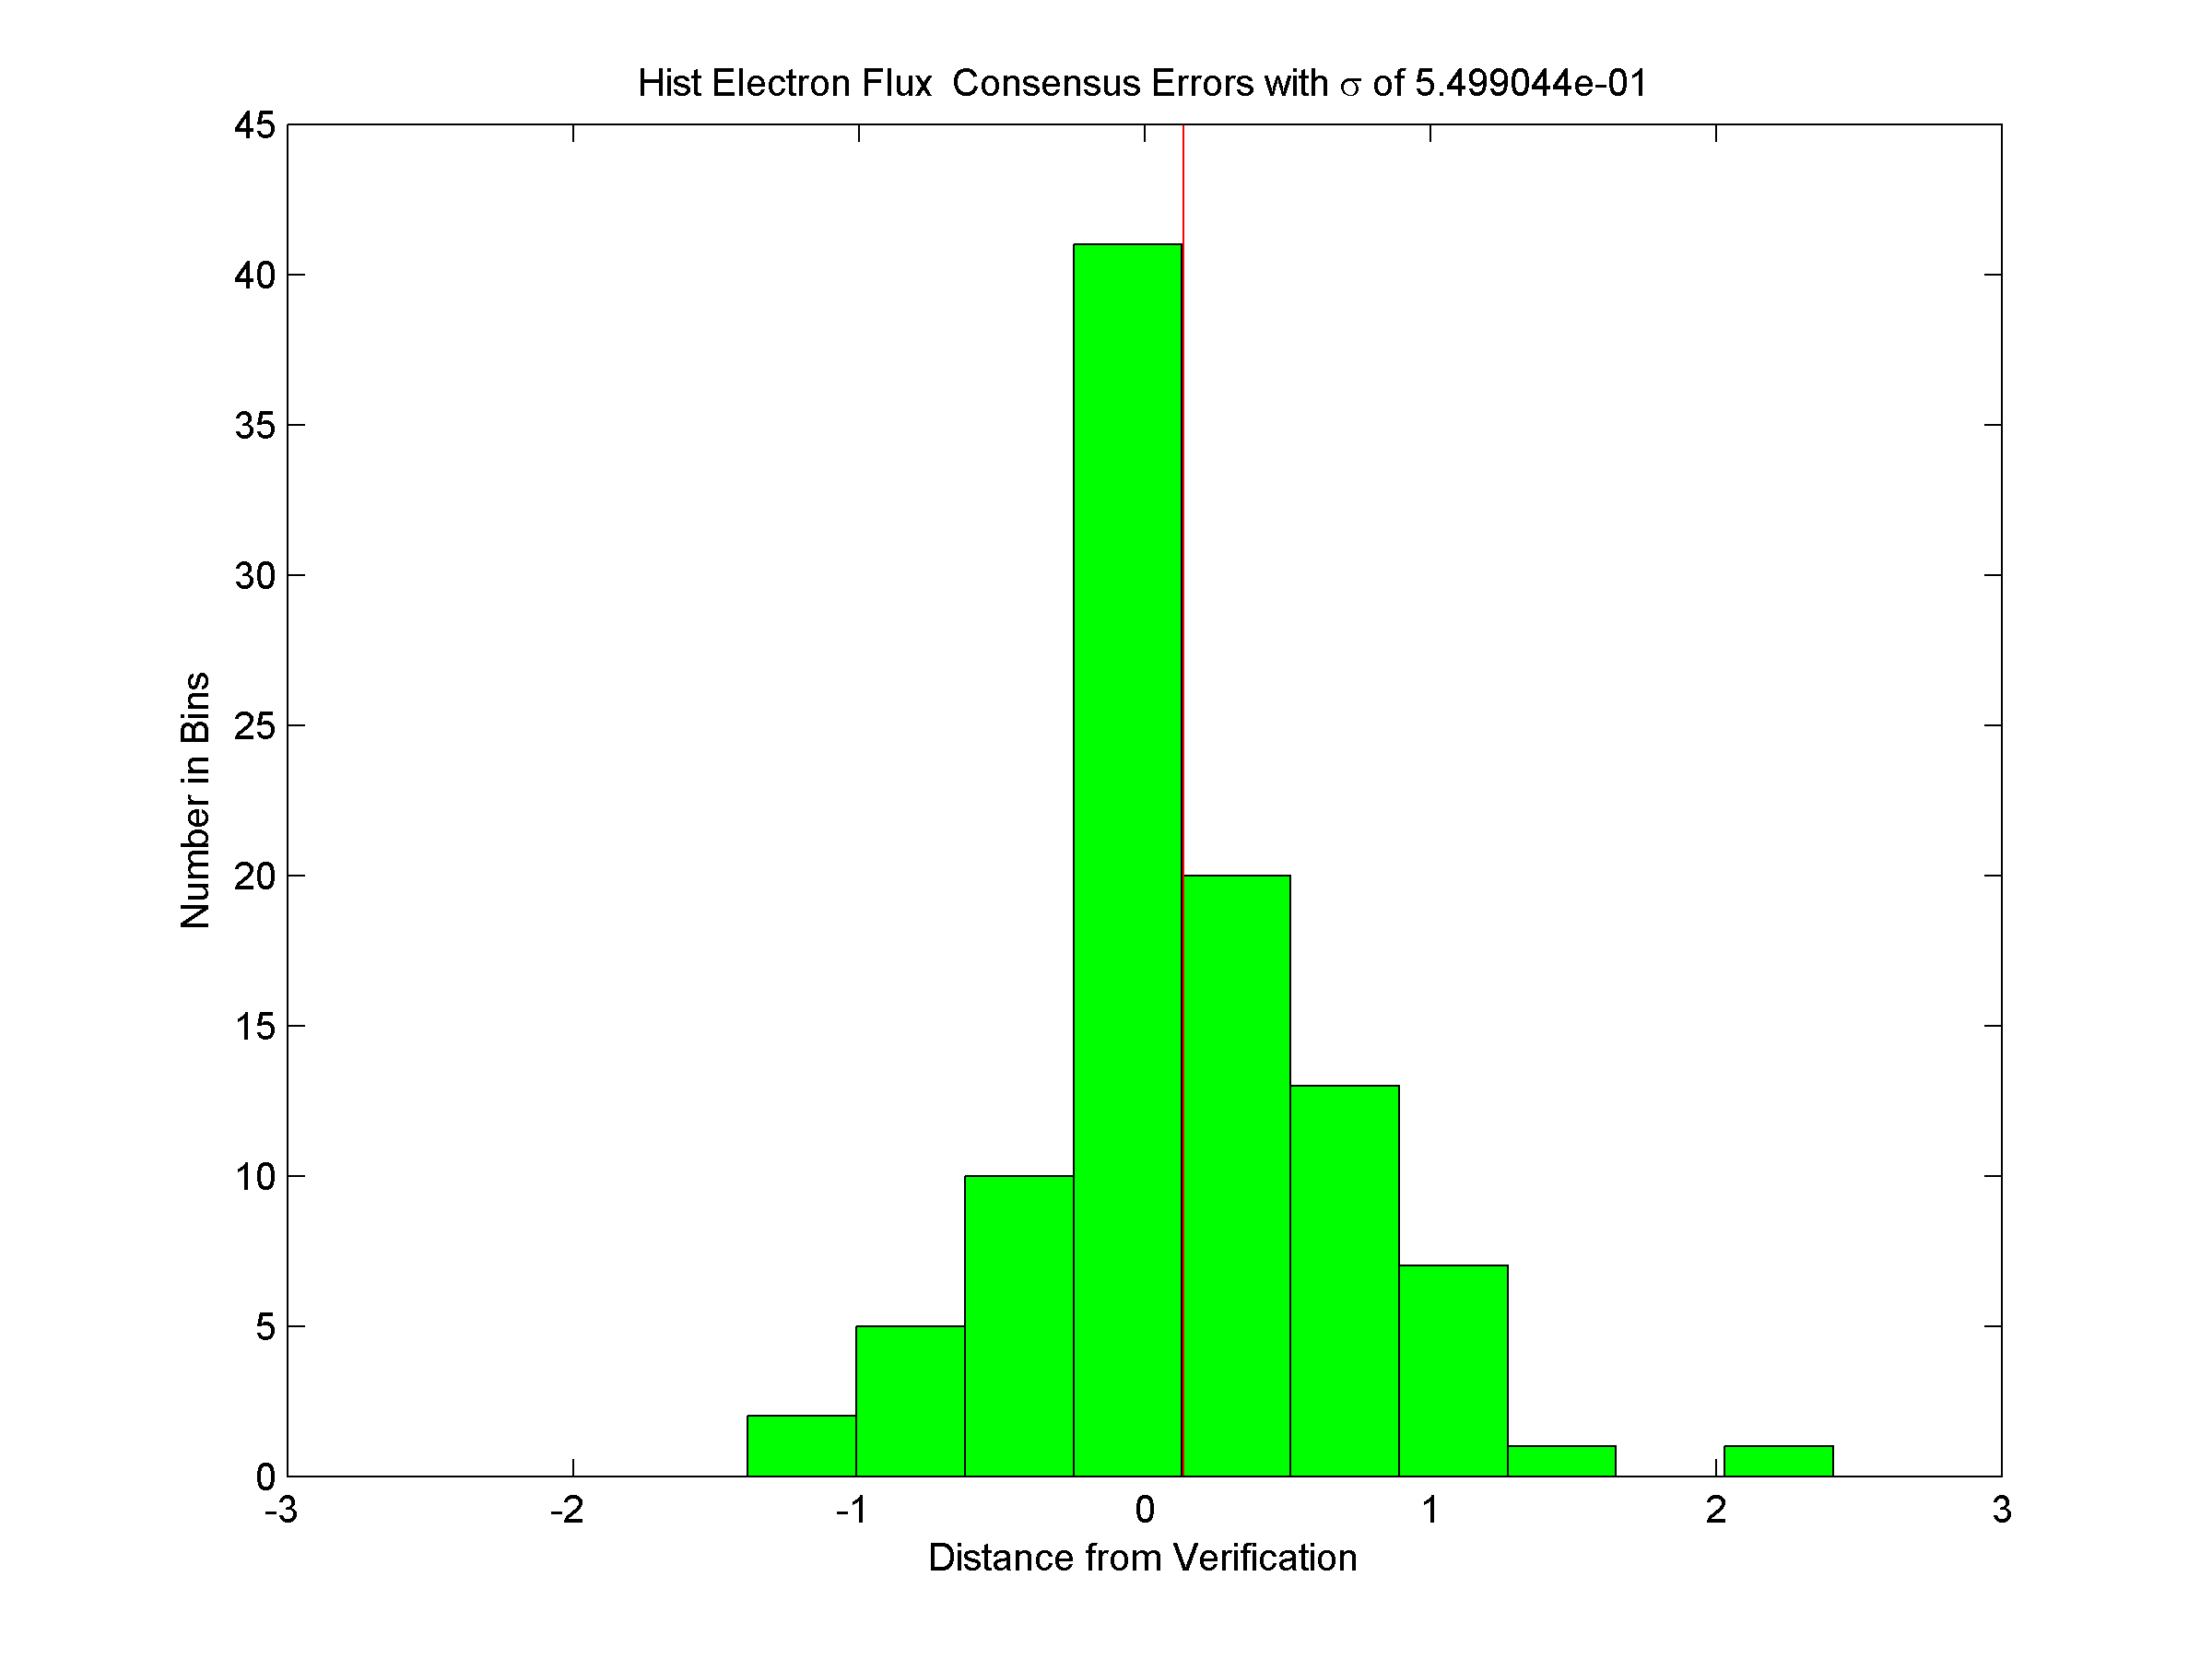 Hist Electron Flux  Consensus Errors with σ of 5.499044e-01
45
40
35
30
25
20
15
10
5
0
Number in Bins
-3 -2 -1 0 1 2 3
Distance from Verification